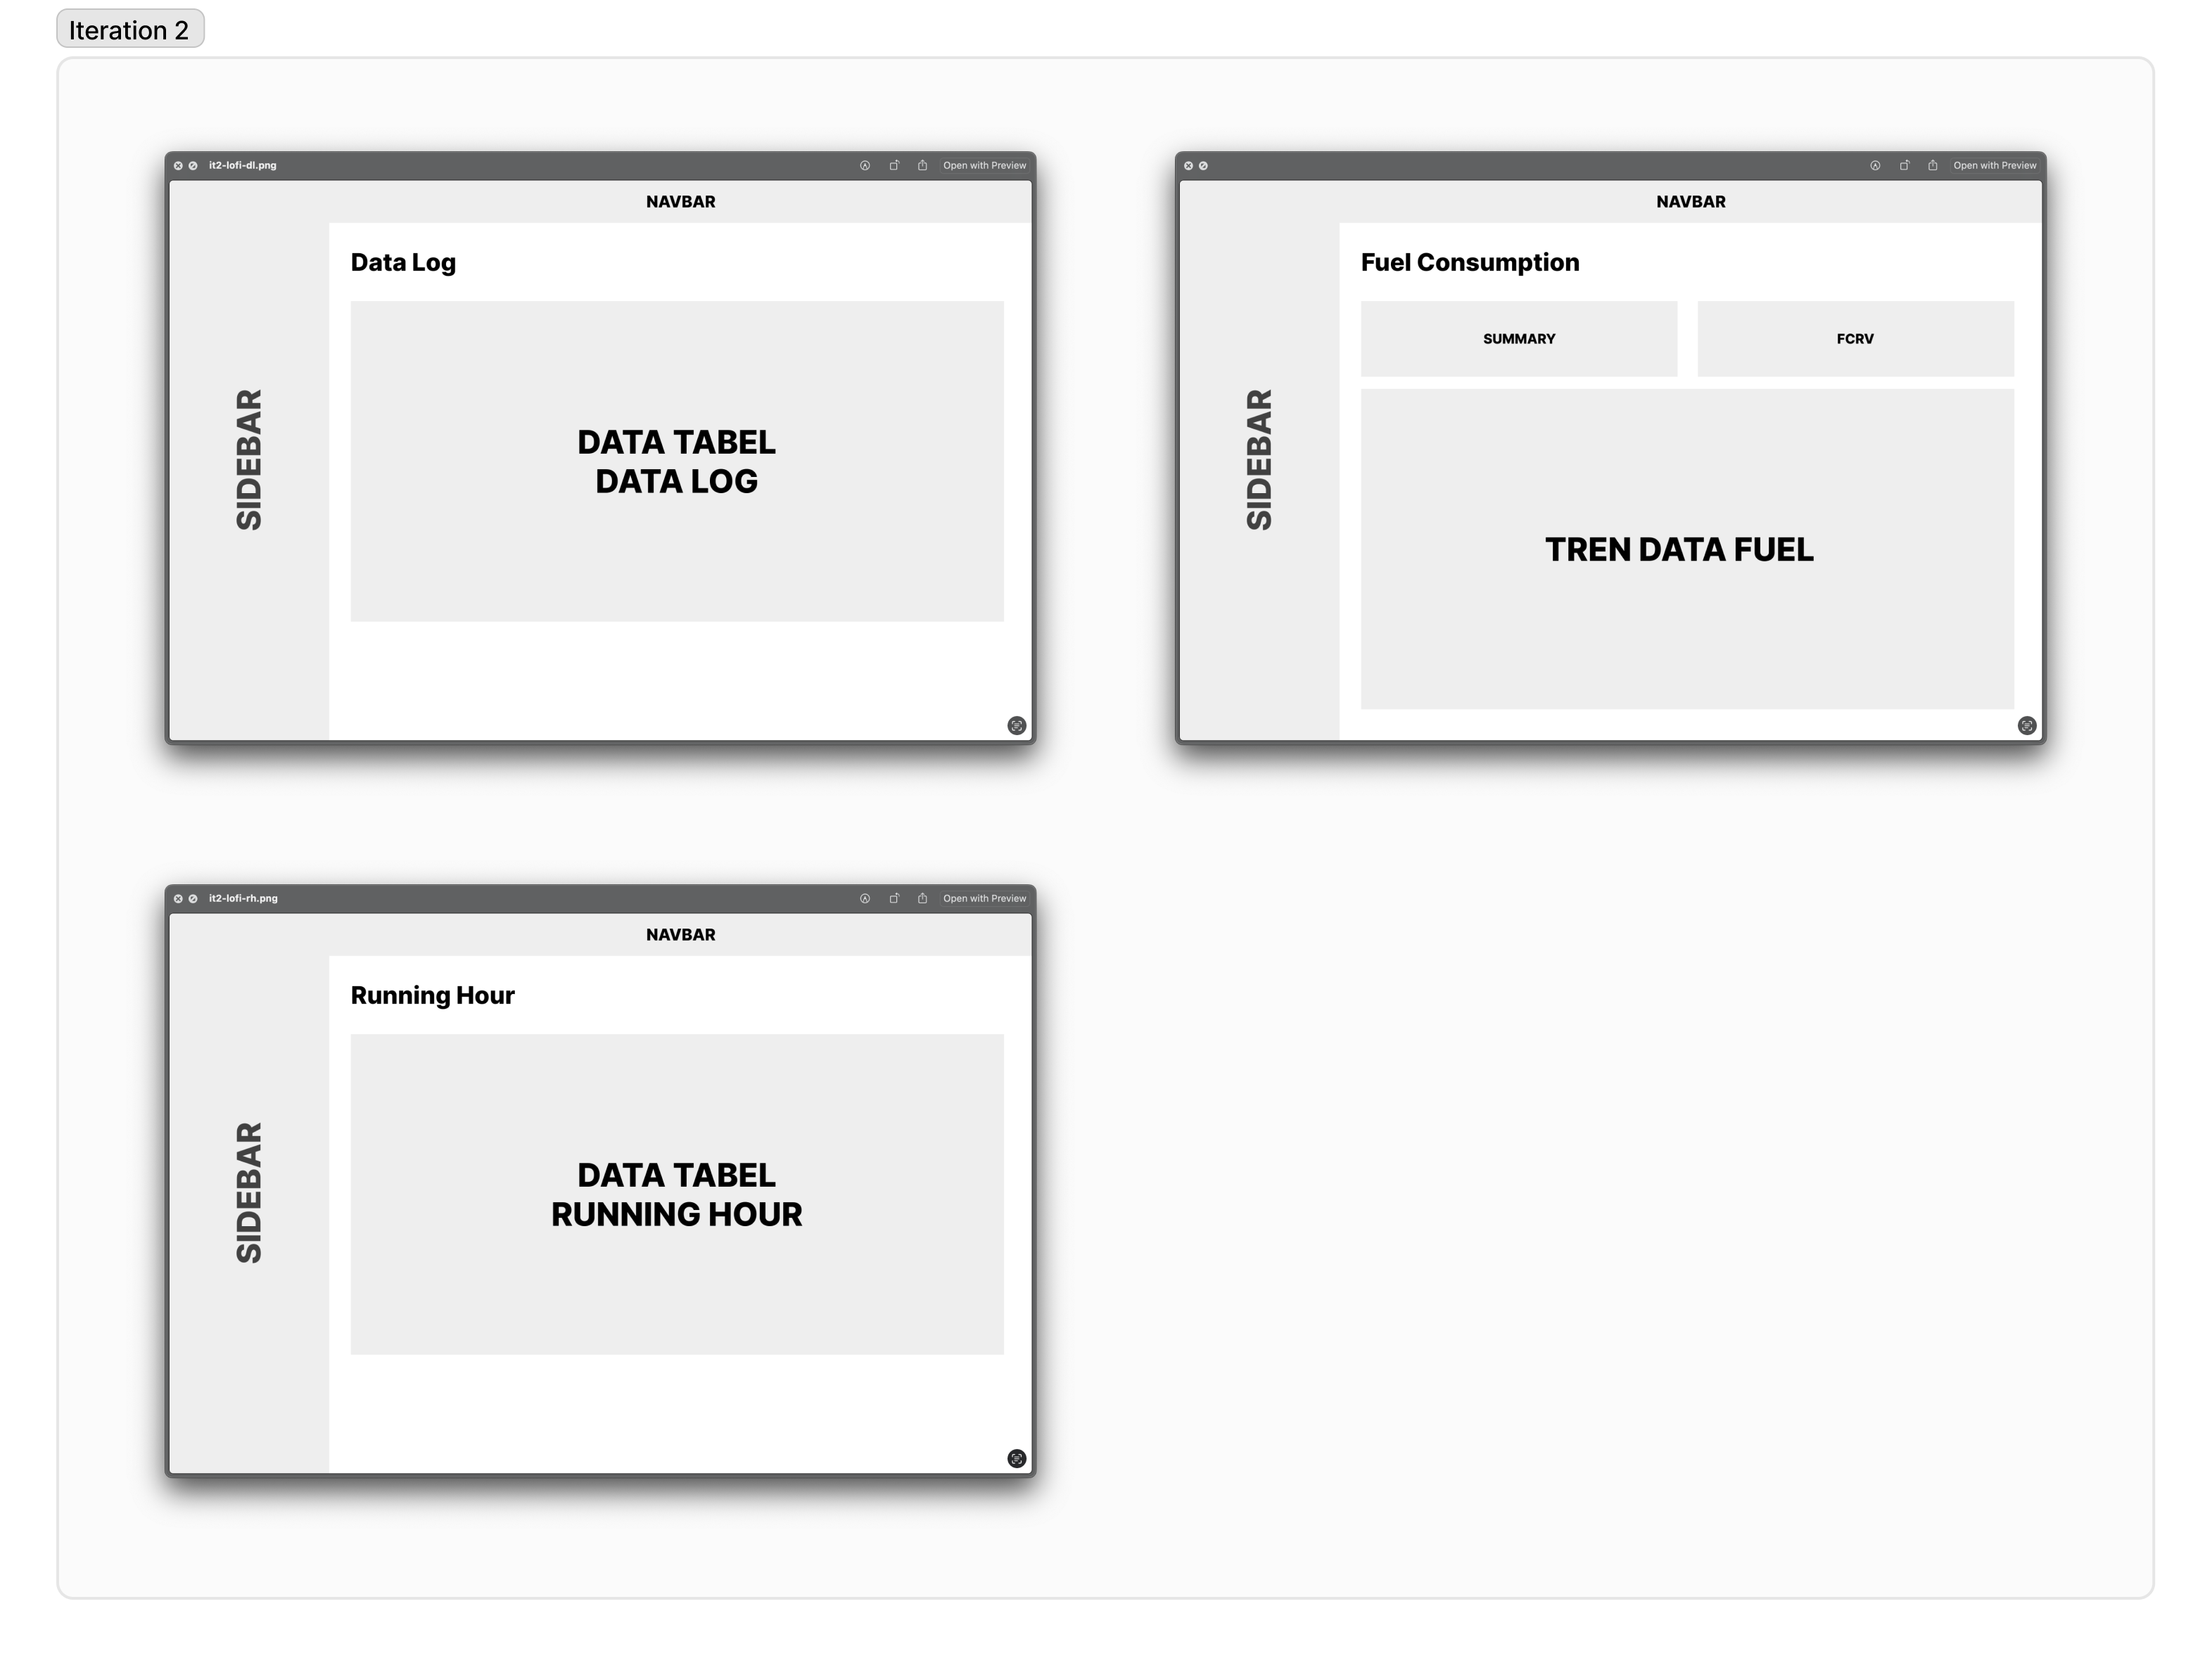 Iteration 2
it2-lofi-dl.png
Open with Preview
NAVBAR
SIDEBAR
Data Log
DATA TABEL
DATA LOG
Open with Preview
NAVBAR
SIDEBAR
Fuel Consumption
SUMMARY
FCRV
TREN DATA FUEL
it2-lofi-rh.png
Open with Preview
NAVBAR
SIDEBAR
Running Hour
DATA TABEL
RUNNING HOUR